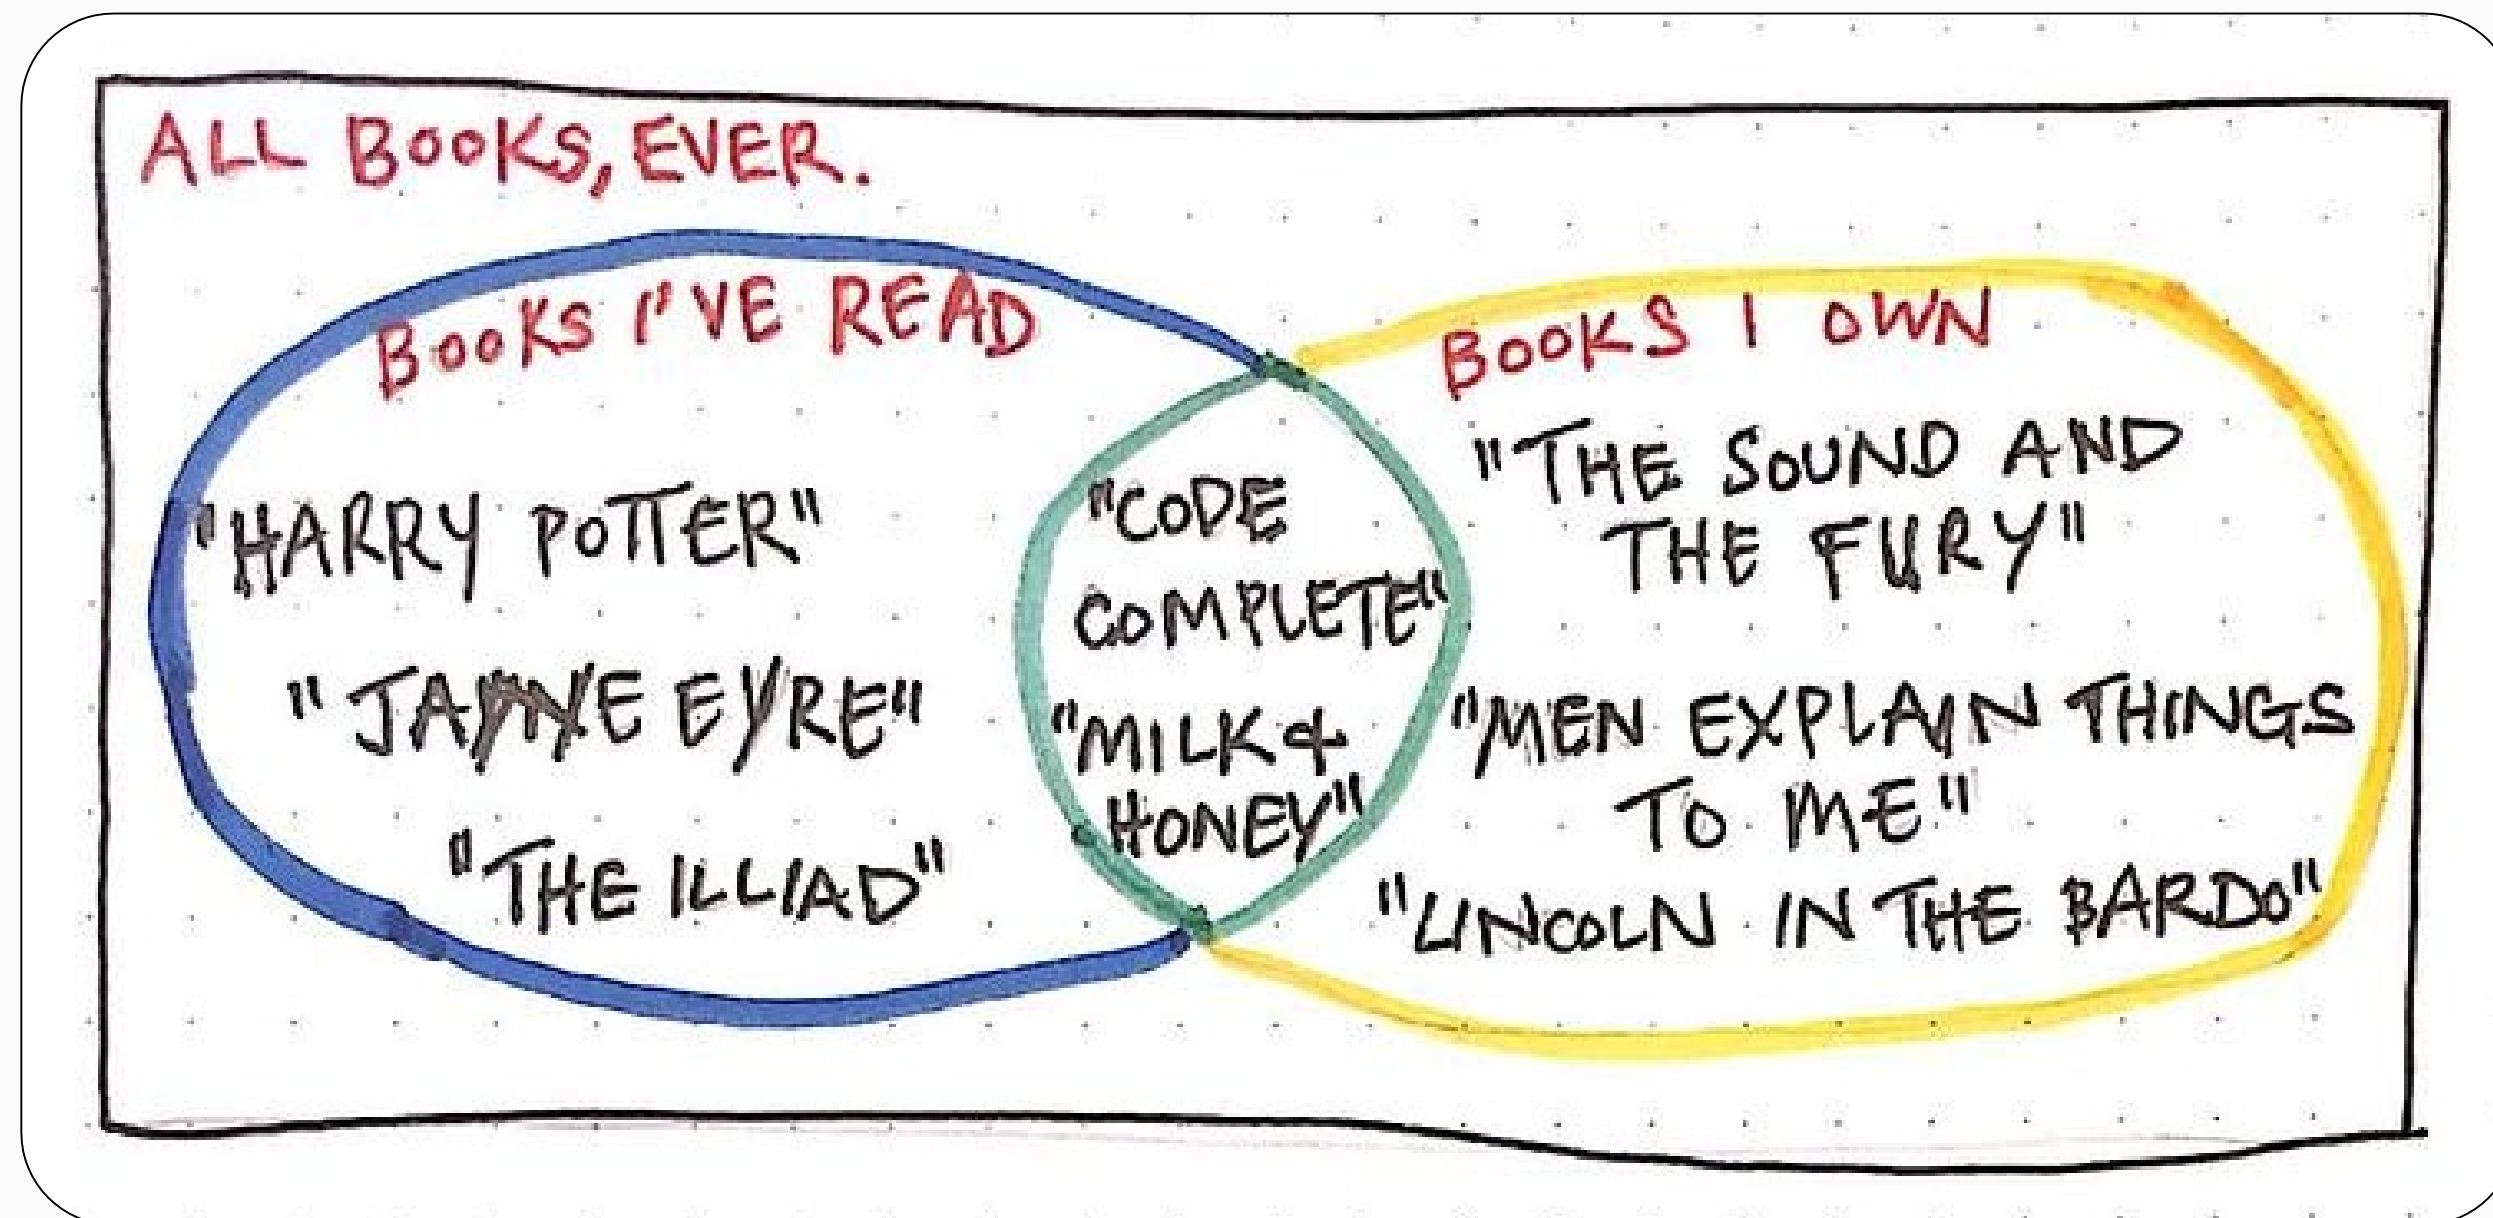 ALL BOOKS, EVER.
BOOKS I'VE READ
"HARRY POTTER"
"JAYNE EYRE"
"THE ILLIAD"
"CODE
COMPLETE"
"MILK &
HONEY"
BOOKS I OWN
"THE SOUND AND
THE FURY"
"MEN EXPLAIN THINGS
TO ME"
"LINCOLN IN THE BARDO"